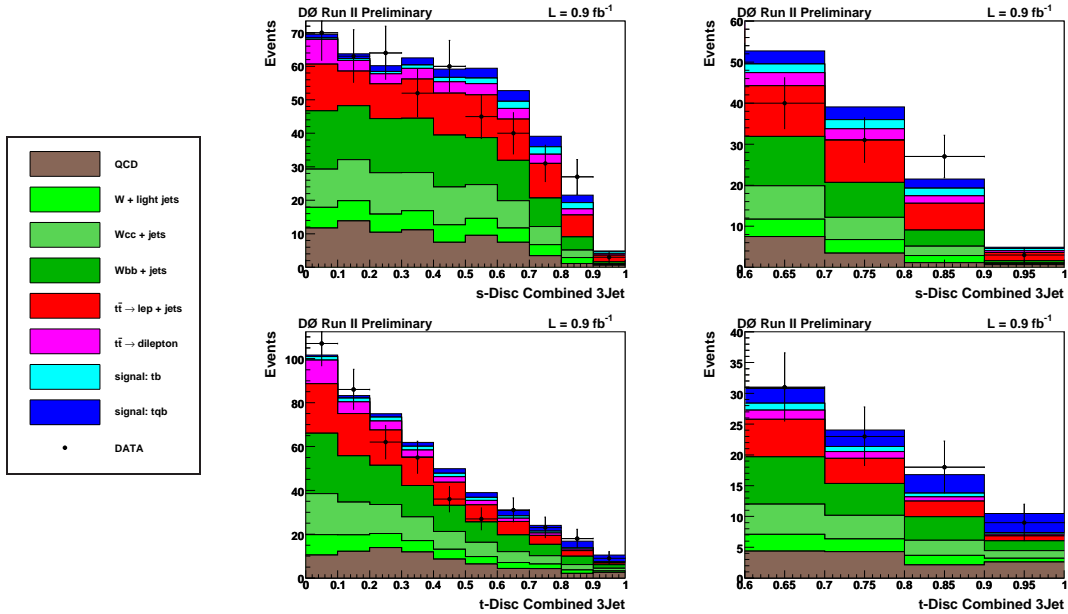 QCD
W + light jets
Wcc + jets
Wbb + jets
tt̄ → lep + jets
tt̄ → dilepton
signal: tb
signal: tqb
DATA
DØ Run II Preliminary L = 0.9 fb⁻¹
Events
70
60
50
40
30
20
10
0
0 0.1 0.2 0.3 0.4 0.5 0.6 0.7 0.8 0.9 1
s-Disc Combined 3Jet
DØ Run II Preliminary L = 0.9 fb⁻¹
Events
60
50
40
30
20
10
0
0.6 0.65 0.7 0.75 0.8 0.85 0.9 0.95 1
s-Disc Combined 3Jet
DØ Run II Preliminary L = 0.9 fb⁻¹
Events
100
80
60
40
20
0
0 0.1 0.2 0.3 0.4 0.5 0.6 0.7 0.8 0.9 1
t-Disc Combined 3Jet
DØ Run II Preliminary L = 0.9 fb⁻¹
Events
40
35
30
25
20
15
10
5
0
0.6 0.65 0.7 0.75 0.8 0.85 0.9 0.95 1
t-Disc Combined 3Jet